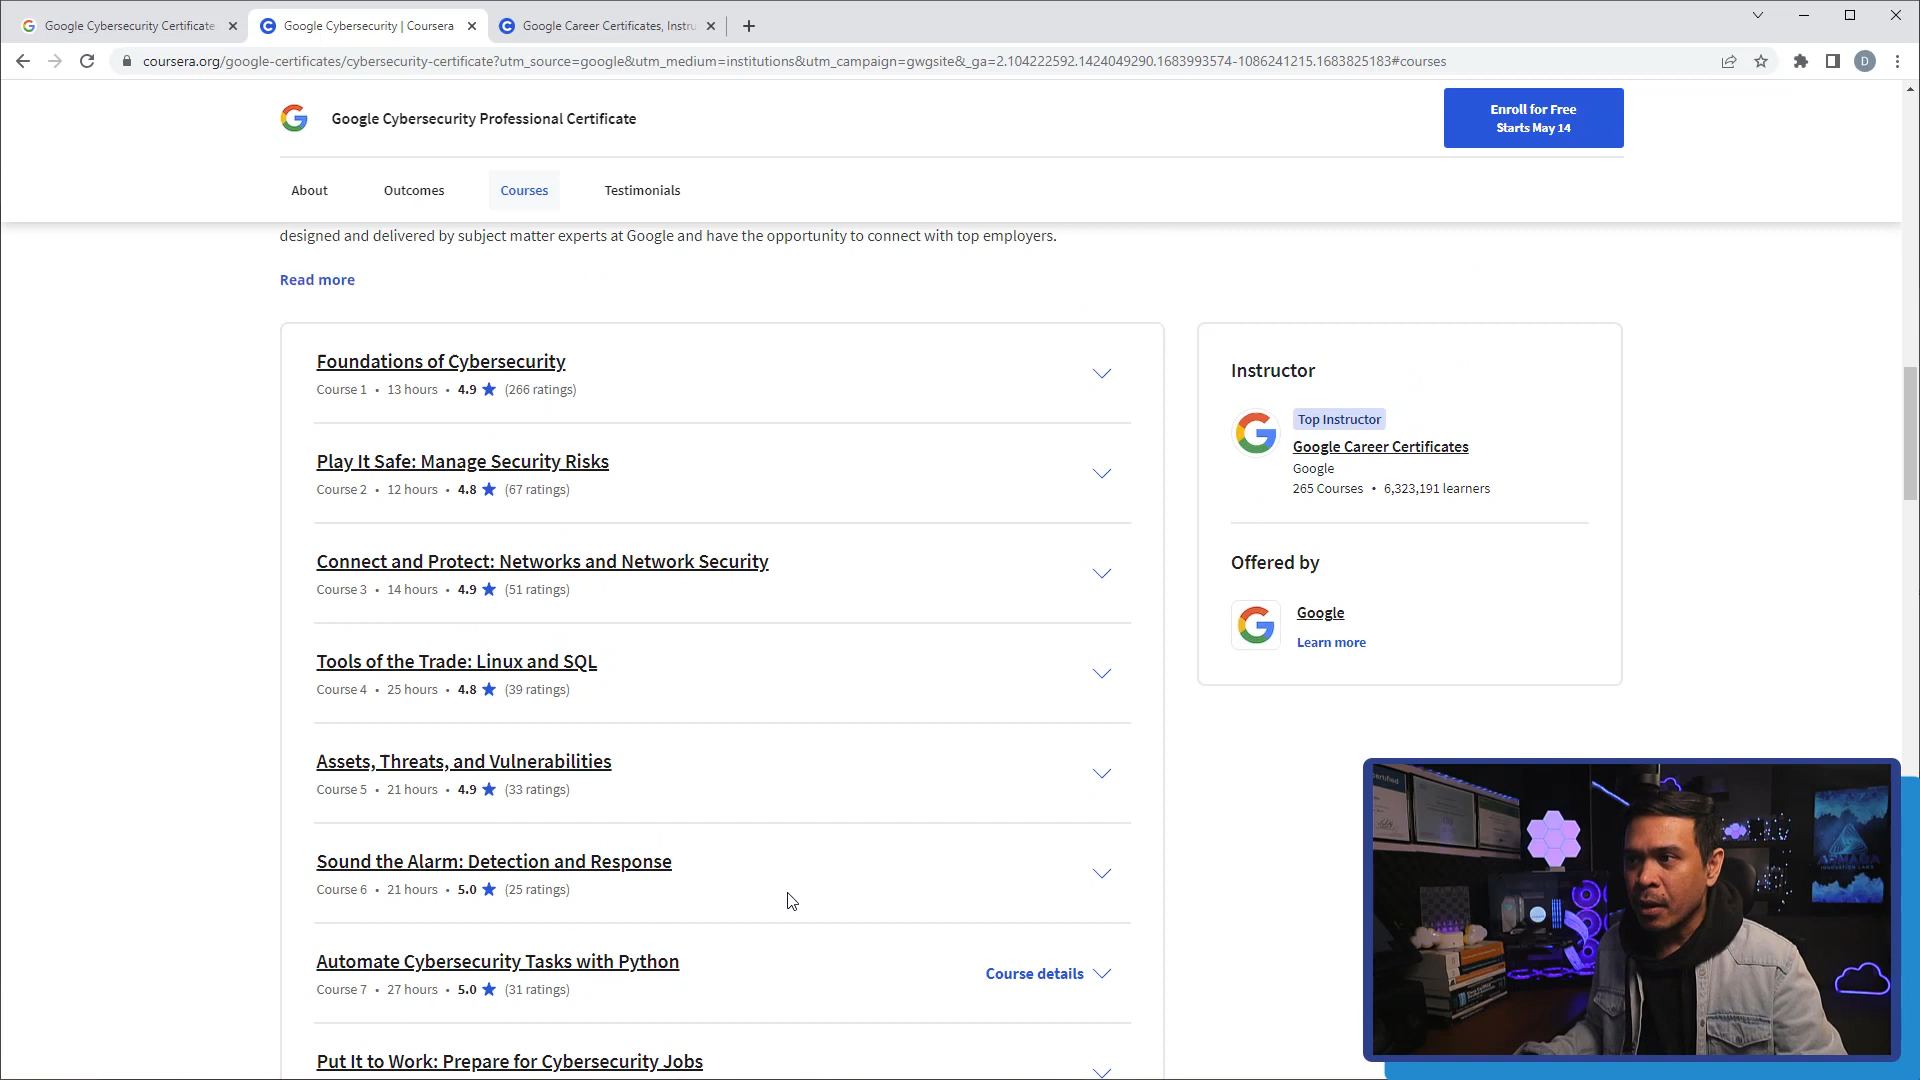 Google Cybersecurity Certificate
Google Cybersecurity | Coursera
Google Career Certificates, Instru
coursera.org/google-certificates/cybersecurity-certificate?utm_source=google&utm_medium=institutions&utm_campaign=gwgsite&_ga=2.104222592.1424049290.1683993574-1086241215.1683825183#courses
D
Google Cybersecurity Professional Certificate
Enroll for Free
Starts May 14
About
Outcomes
Courses
Testimonials
designed and delivered by subject matter experts at Google and have the opportunity to connect with top employers.
Read more
Foundations of Cybersecurity
Course 1 • 13 hours • 4.9 ★ (266 ratings)
Play It Safe: Manage Security Risks
Course 2 • 12 hours • 4.8 ★ (67 ratings)
Connect and Protect: Networks and Network Security
Course 3 • 14 hours • 4.9 ★ (51 ratings)
Tools of the Trade: Linux and SQL
Course 4 • 25 hours • 4.8 ★ (39 ratings)
Assets, Threats, and Vulnerabilities
Course 5 • 21 hours • 4.9 ★ (33 ratings)
Sound the Alarm: Detection and Response
Course 6 • 21 hours • 5.0 ★ (25 ratings)
Automate Cybersecurity Tasks with Python
Course 7 • 27 hours • 5.0 ★ (31 ratings)
Course details
Put It to Work: Prepare for Cybersecurity Jobs
Instructor
Top Instructor
Google Career Certificates
Google
265 Courses • 6,323,191 learners
Offered by
Google
Learn more